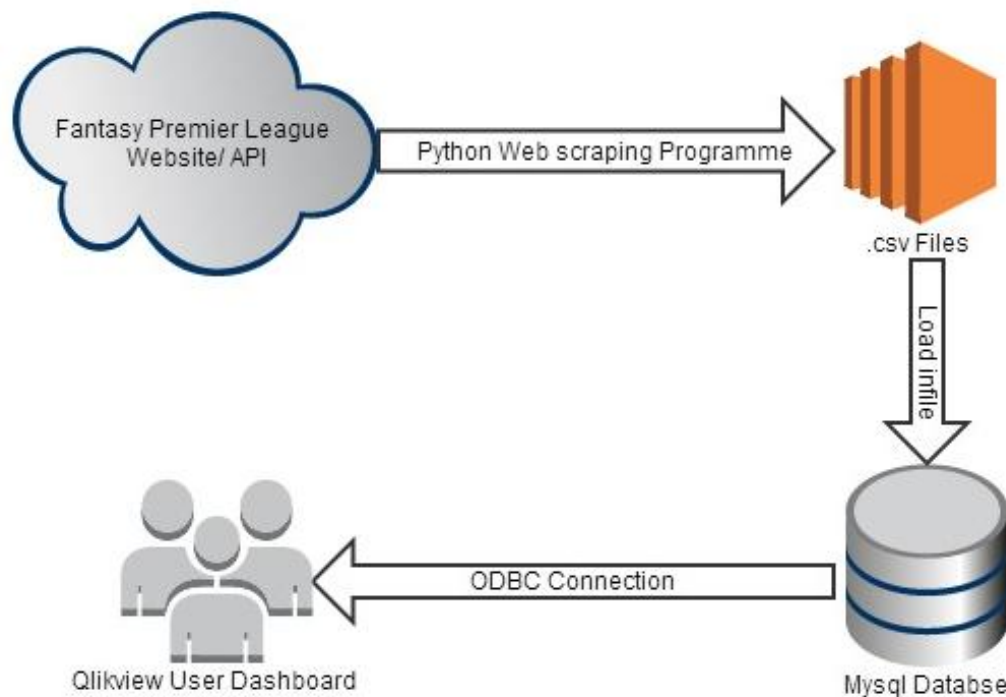 Fantasy Premier League
Website/ API
Python Web scraping Programme
.csv Files
Load infile
Mysql Databse
ODBC Connection
Qlikview User Dashboard